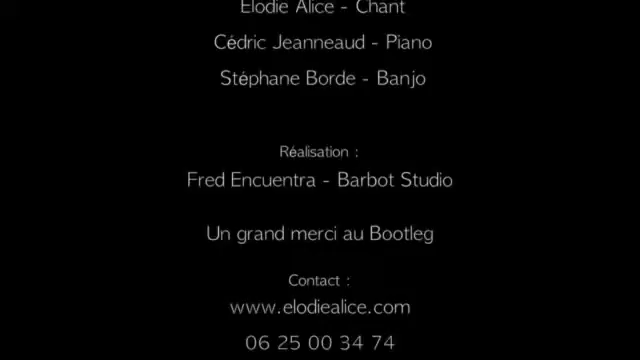 Elodie Alice - Chant
Cédric Jeanneaud - Piano
Stéphane Borde - Banjo
Réalisation :
Fred Encuentra - Barbot Studio
Un grand merci au Bootleg
Contact :
www.elodiealice.com
06 25 00 34 74